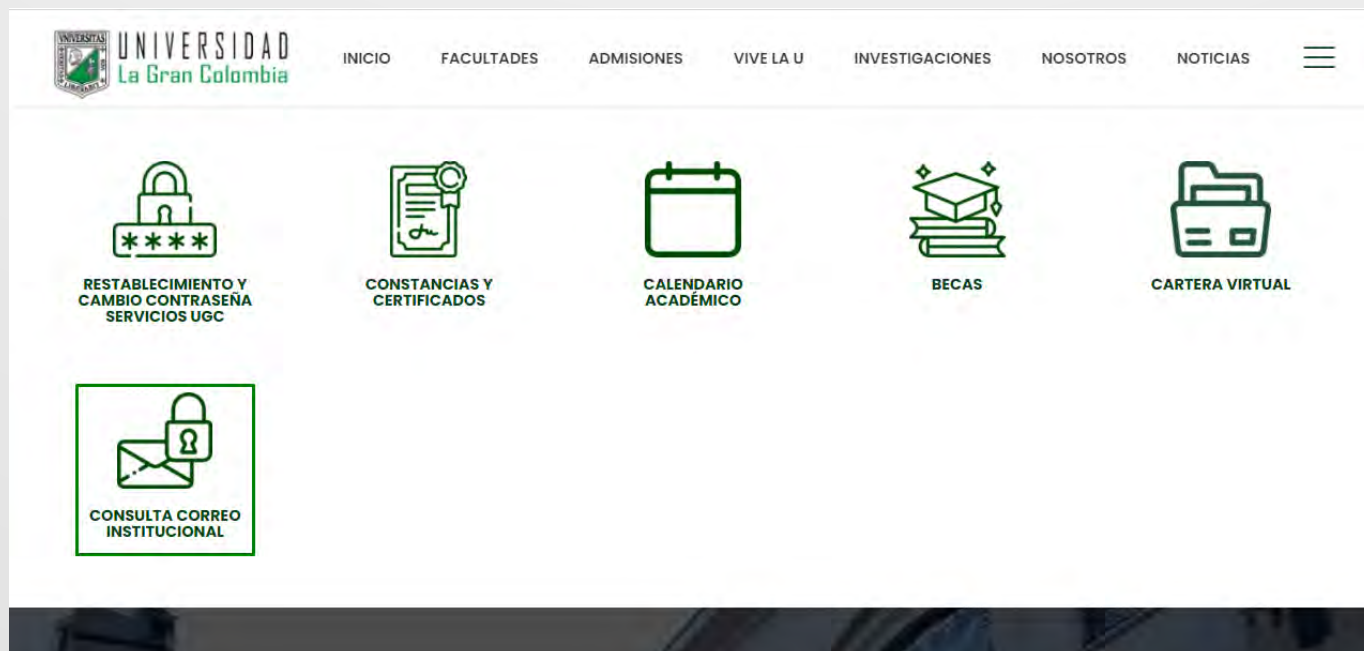 UNIVERSIDAD
La Gran Colombia
INICIO
FACULTADES
ADMISIONES
VIVE LA U
INVESTIGACIONES
NOSOTROS
NOTICIAS
****
RESTABLECIMIENTO Y
CAMBIO CONTRASEÑA
SERVICIOS UGC
CONSTANCIAS Y
CERTIFICADOS
CALENDARIO
ACADÉMICO
BECAS
CARTERA VIRTUAL
CONSULTA CORREO
INSTITUCIONAL